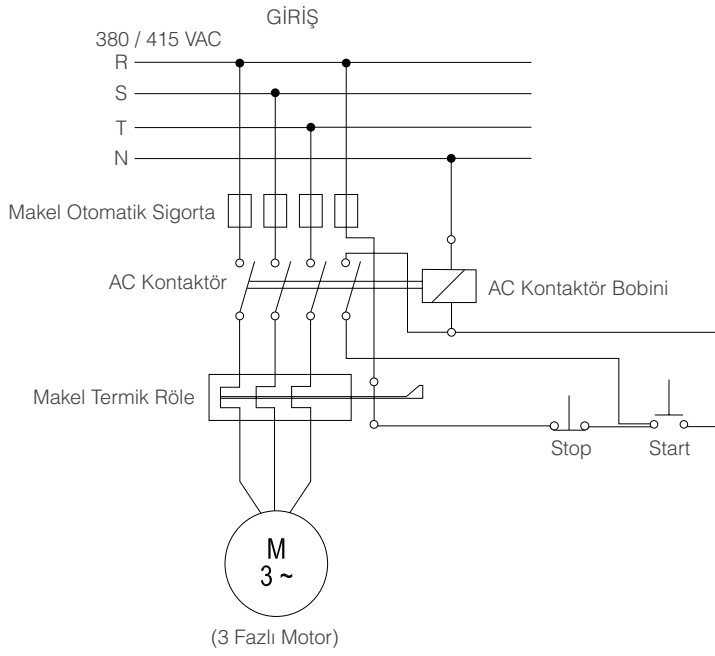 GİRİŞ
380 / 415 VAC
R
S
T
N
Makel Otomatik Sigorta
AC Kontaktör
AC Kontaktör Bobini
Makel Termik Röle
Stop
Start
M
3 ~
(3 Fazlı Motor)